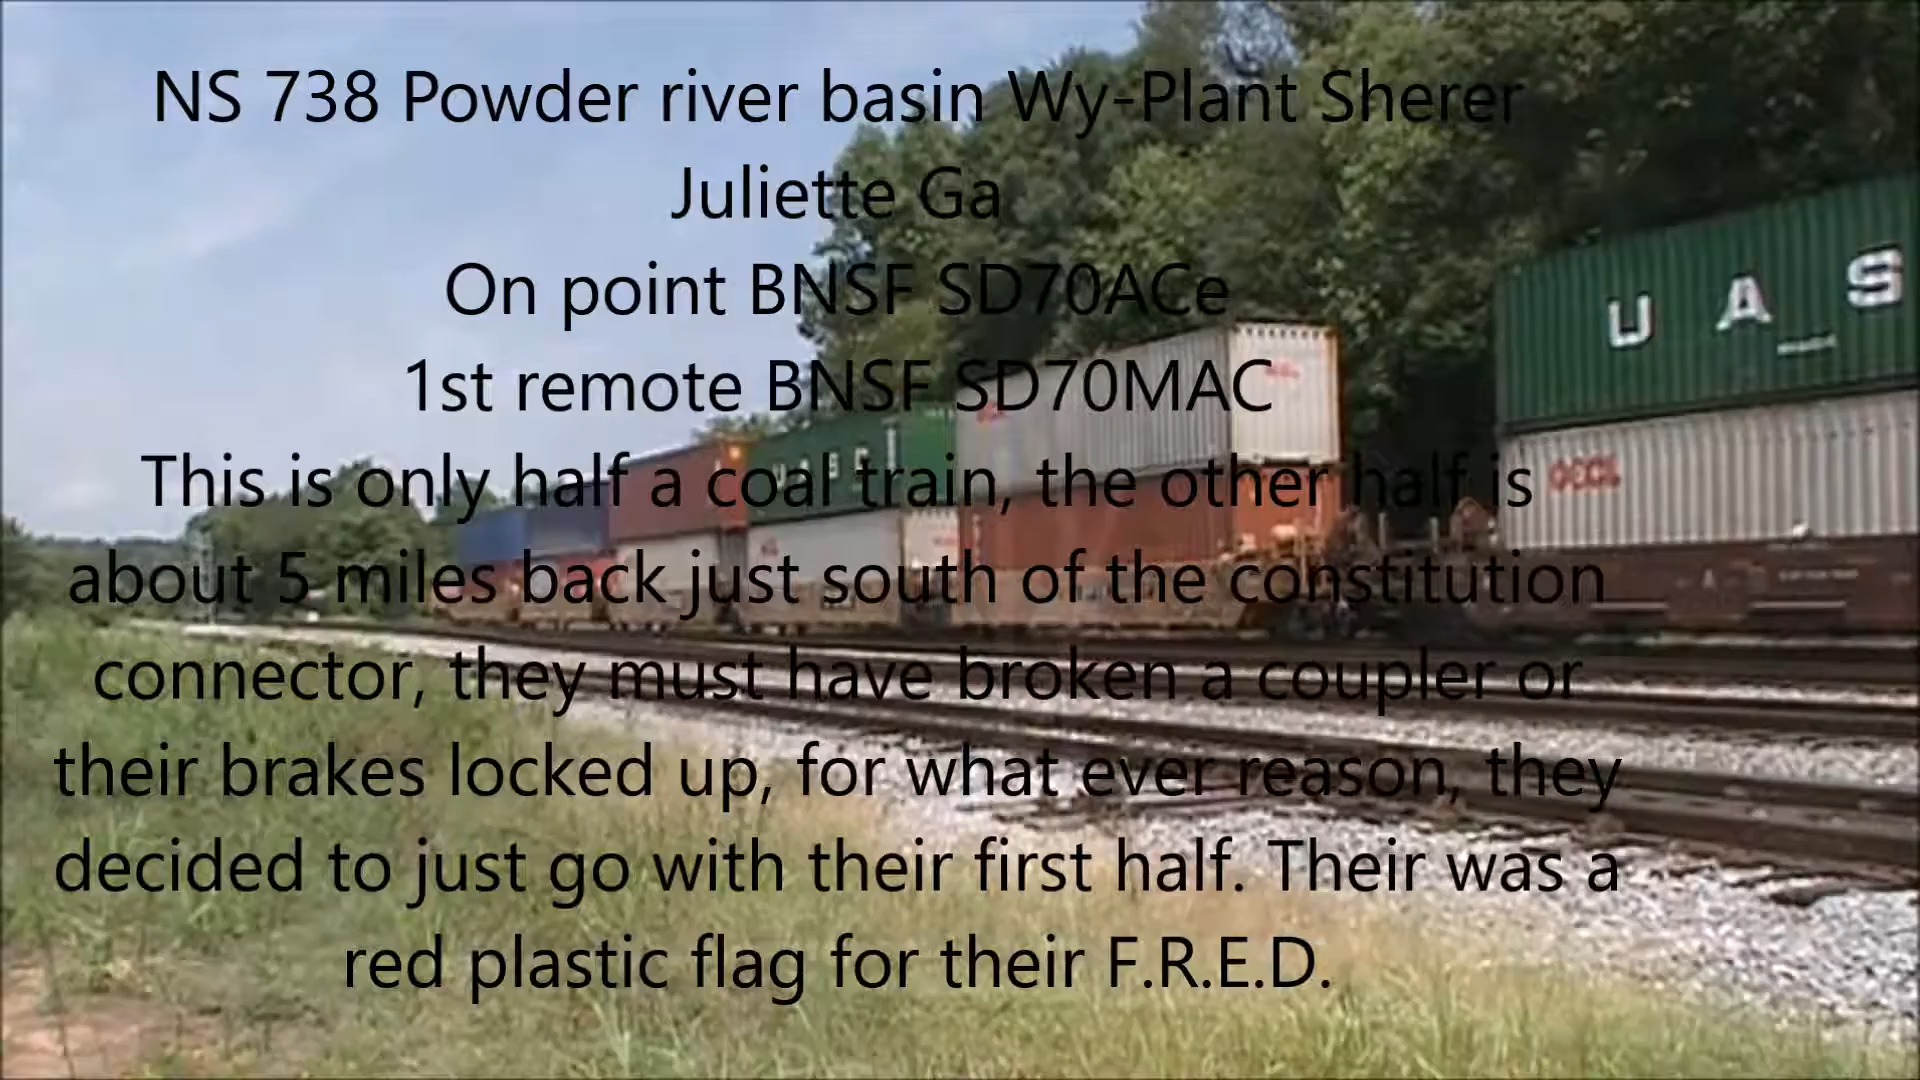 NS 738 Powder river basin Wy-Plant Sherer
Juliette Ga
On point BNSF SD70ACe
1st remote BNSF SD70MAC
This is only half a coal train, the other half is
about 5 miles back just south of the constitution
connector, they must have broken a coupler or
their brakes locked up, for what ever reason, they
decided to just go with their first half. Their was a
red plastic flag for their F.R.E.D.
U A S
OCCL